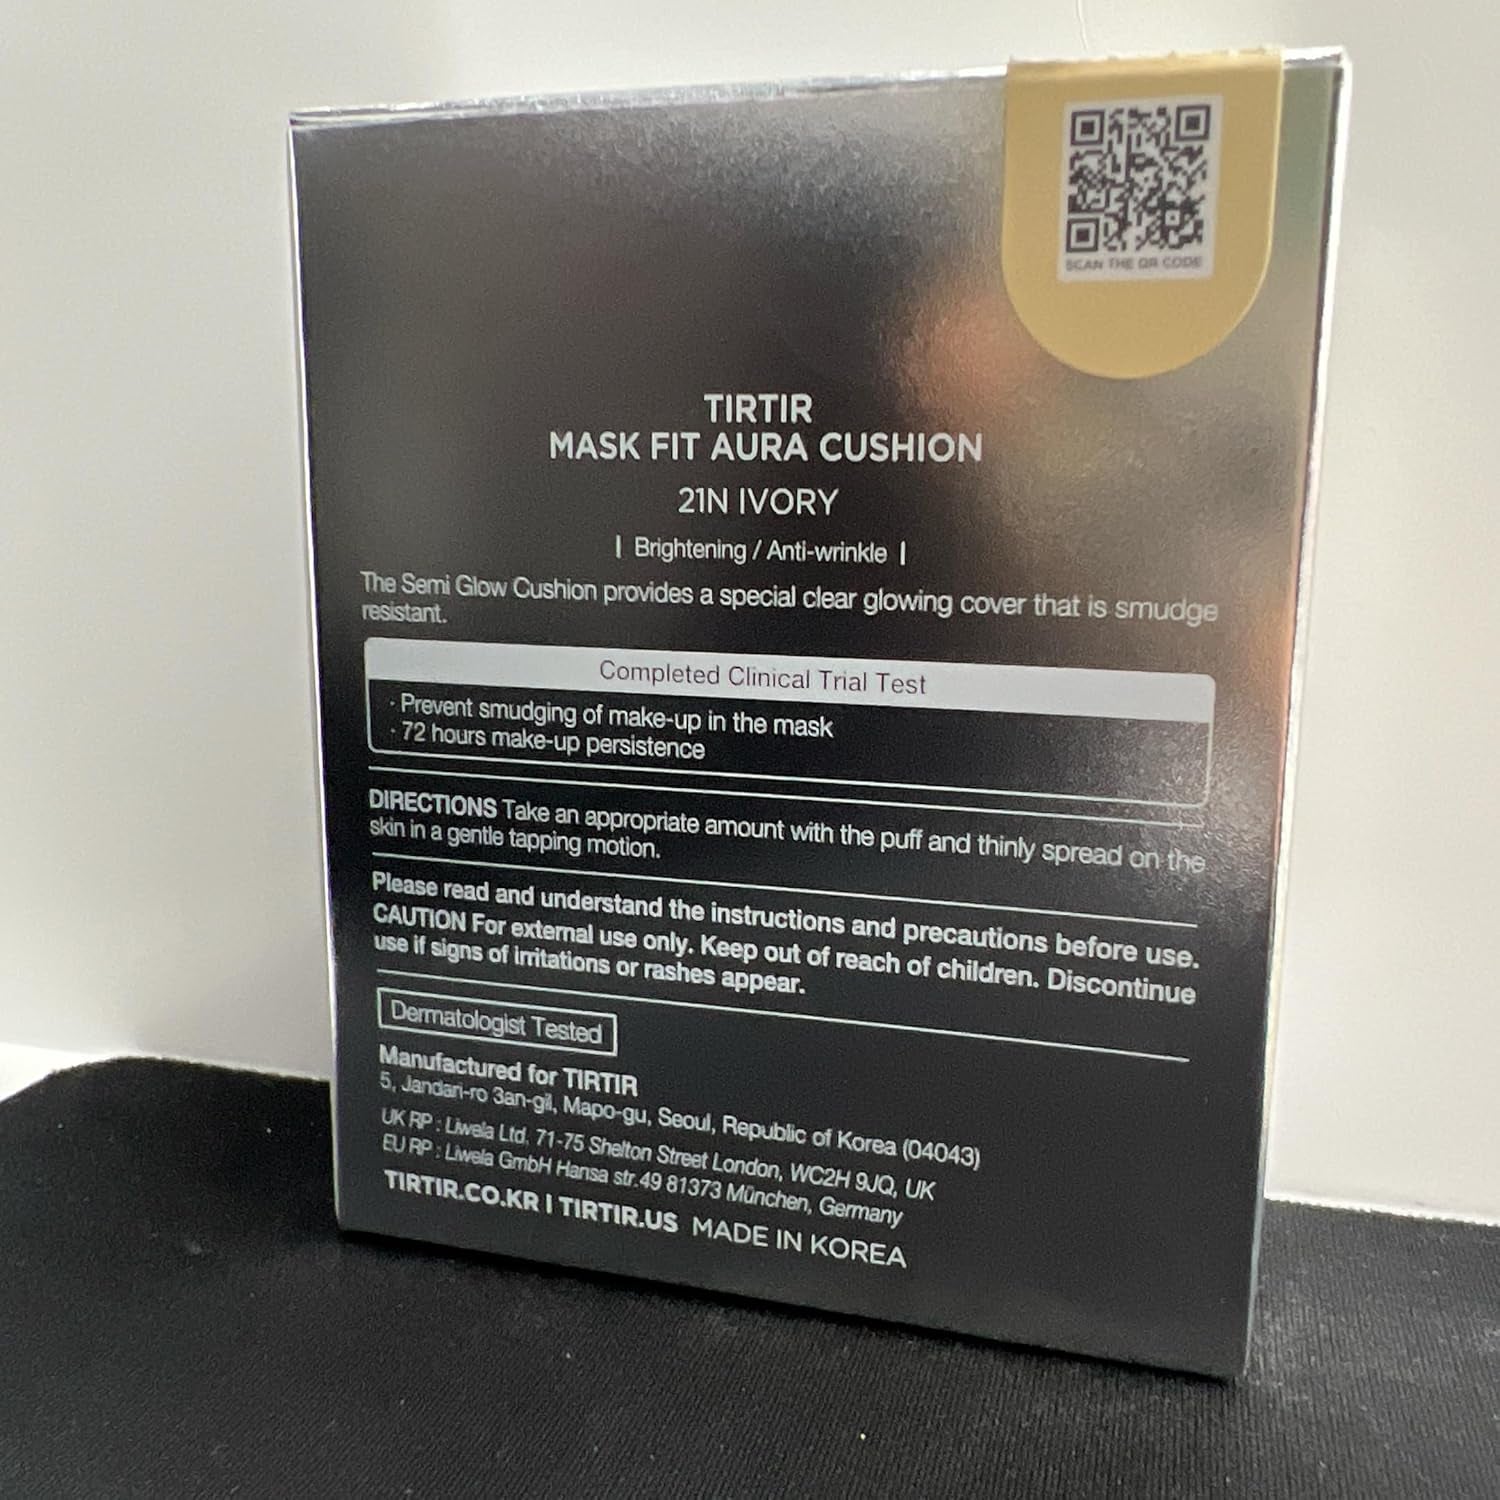 SCAN THE QR CODE
TIRTIR
MASK FIT AURA CUSHION
21N IVORY
| Brightening / Anti-wrinkle |
The Semi Glow Cushion provides a special clear glowing cover that is smudge
resistant.
Completed Clinical Trial Test
· Prevent smudging of make-up in the mask
· 72 hours make-up persistence
DIRECTIONS Take an appropriate amount with the puff and thinly spread on the
skin in a gentle tapping motion.
Please read and understand the instructions and precautions before use.
CAUTION For external use only. Keep out of reach of children. Discontinue
use if signs of irritations or rashes appear.
Dermatologist Tested
Manufactured for TIRTIR
5, Jandari-ro 3an-gil, Mapo-gu, Seoul, Republic of Korea (04043)
UK RP : Liwela Ltd. 71-75 Shelton Street London, WC2H 9JQ, UK
EU RP : Liwela GmbH Hansa str.49 81373 München, Germany
TIRTIR.CO.KR | TIRTIR.US MADE IN KOREA